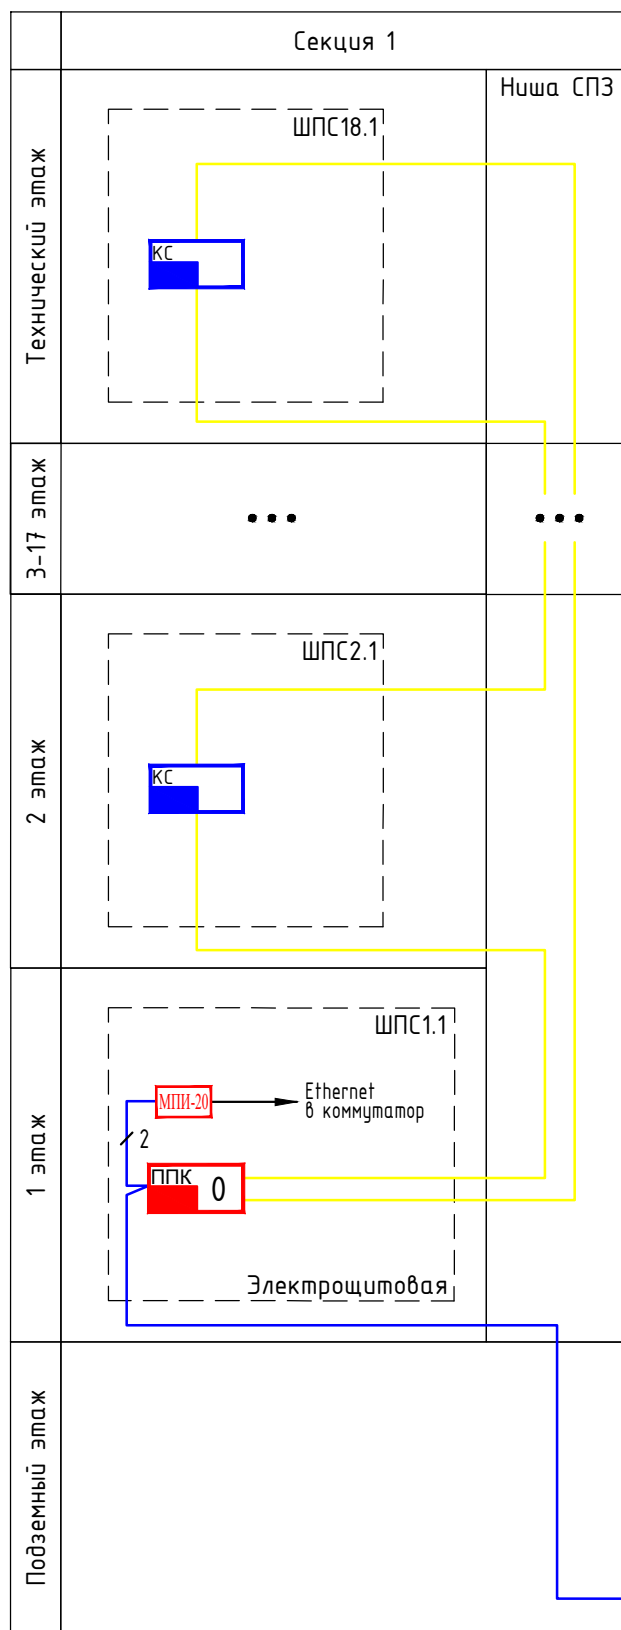 Секция 1
Ниша СПЗ
Технический этаж
ШПС18.1
КС
3-17 этаж
2 этаж
ШПС2.1
КС
1 этаж
ШПС1.1
МПИ-20
Ethernet
в коммутатор
2
ППК
0
Электрощитовая
Подземный этаж